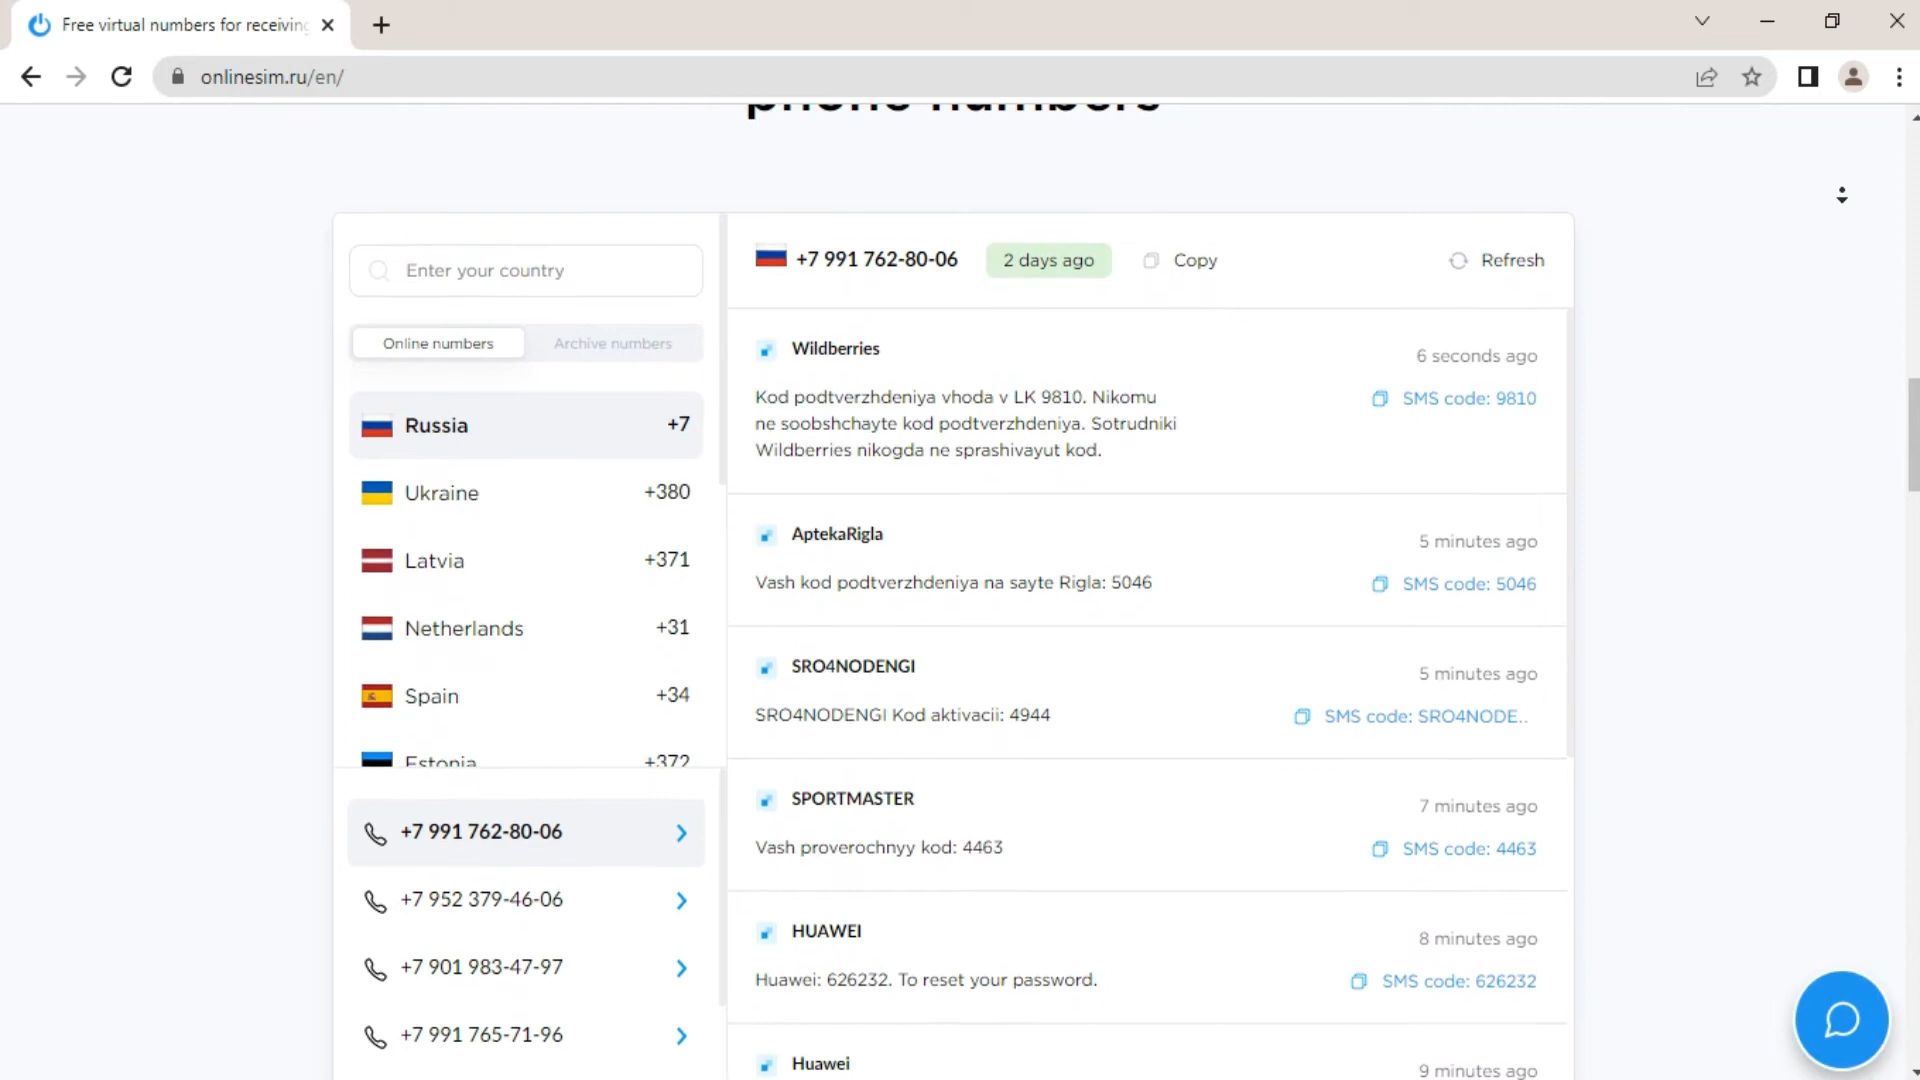 Free virtual numbers for receiving
onlinesim.ru/en/
phone numbers
Enter your country
Online numbers
Archive numbers
Russia +7
Ukraine +380
Latvia +371
Netherlands +31
Spain +34
Estonia +372
+7 991 762-80-06
+7 952 379-46-06
+7 901 983-47-97
+7 991 765-71-96
+7 991 762-80-06 2 days ago Copy Refresh
Wildberries
6 seconds ago
Kod podtverzhdeniya vhoda v LK 9810. Nikomu
ne soobshchayte kod podtverzhdeniya. Sotrudniki
Wildberries nikogda ne sprashivayut kod.
SMS code: 9810
AptekaRigla
5 minutes ago
Vash kod podtverzhdeniya na sayte Rigla: 5046
SMS code: 5046
SRO4NODENGI
5 minutes ago
SRO4NODENGI Kod aktivacii: 4944
SMS code: SRO4NODE..
SPORTMASTER
7 minutes ago
Vash proverochnyy kod: 4463
SMS code: 4463
HUAWEI
8 minutes ago
Huawei: 626232. To reset your password.
SMS code: 626232
Huawei
9 minutes ago